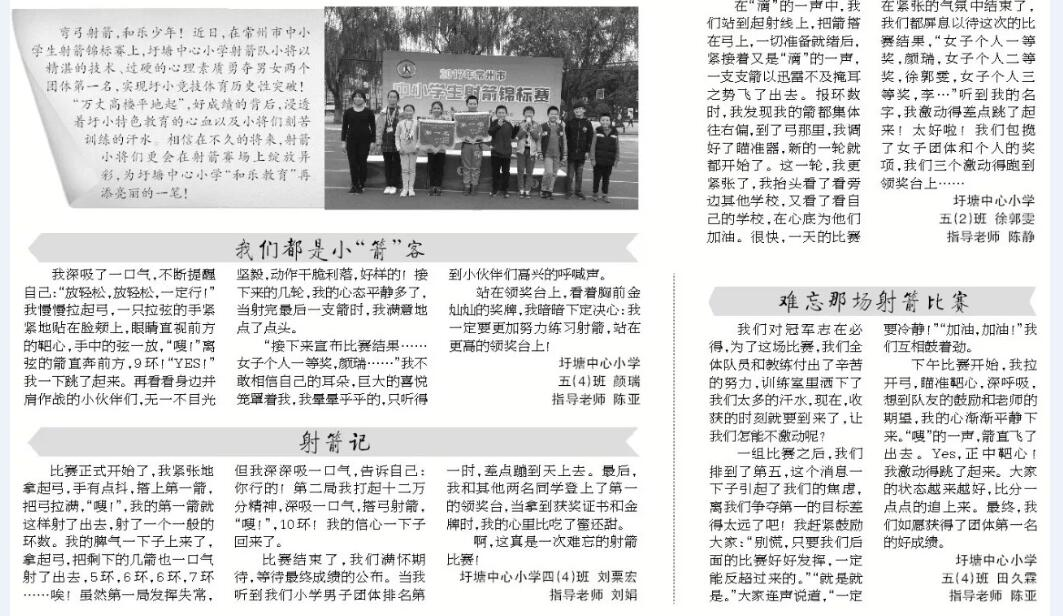 弯弓射箭,和乐少年!近日,在常州市中小
学生射箭锦标赛上,圩塘中心小学射箭队小将以
精湛的技术、过硬的心理素质勇夺男女两个
团体第一名,实现圩小竞技体育历史性突破!
“万丈高楼平地起”,好成绩的背后,浸透
着圩小特色教育的心血以及小将们刻苦
训练的汗水。相信在不久的将来,射箭
小将们更会在射箭赛场上绽放异
彩,为圩塘中心小学“和乐教育”再
添亮丽的一笔!
2017年常州市
中小学生射箭锦标赛
我们都是小“箭”客
我深吸了一口气,不断提醒
自己:“放轻松,放轻松,一定行!”
我慢慢拉起弓,一只拉弦的手紧
紧地贴在脸颊上,眼睛直视前方
的靶心,手中的弦一放,“嗖!”离
弦的箭直奔前方,9环!“YES!”
我一下跳了起来。再看看身边并
肩作战的小伙伴们,无一不目光
坚毅,动作干脆利落,好样的!接
下来的几轮,我的心态平静多了,
当射完最后一支箭时,我满意地
点了点头。
“接下来宣布比赛结果……
女子个人一等奖,颜瑞……”我不
敢相信自己的耳朵,巨大的喜悦
笼罩着我,我晕晕乎乎的,只听得
到小伙伴们高兴的呼喊声。
站在领奖台上,看着胸前金
灿灿的奖牌,我暗暗下定决心:我
一定要更加努力练习射箭,站在
更高的领奖台上!
圩塘中心小学
五(4)班 颜瑞
指导老师 陈亚
射箭记
比赛正式开始了,我紧张地
拿起弓,手有点抖,搭上第一箭,
把弓拉满,“嗖!”,我的第一箭就
这样射了出去,射了一个一般的
环数。我的脾气一下子上来了,
拿起弓,把剩下的几箭也一口气
射了出去,5环,6环,6环,7环
……唉!虽然第一局发挥失常,
但我深深吸一口气,告诉自己:
你行的!第二局我打起十二万
分精神,深吸一口气,搭弓射箭,
“嗖!”,10环!我的信心一下子
回来了。
比赛结束了,我们满怀期
待,等待最终成绩的公布。当我
听到我们小学男子团体排名第
一时,差点蹦到天上去。最后,
我和其他两名同学登上了第一
的领奖台,当拿到获奖证书和金
牌时,我的心里比吃了蜜还甜。
啊,这真是一次难忘的射箭
比赛!
圩塘中心小学四(4)班 刘粟宏
指导老师 刘娟
在“滴”的一声中,我
们站到起射线上,把箭搭
在弓上,一切准备就绪后,
紧接着又是“滴”的一声,
一支支箭以迅雷不及掩耳
之势飞了出去。报环数
时,我发现我的箭都集体
往右偏,到了弓那里,我调
好了瞄准器,新的一轮就
都开始了。这一轮,我更
紧张了,我抬头看了看旁
边其他学校,又看了看自
己的学校,在心底为他们
加油。很快,一天的比赛
在紧张的气氛中结束了,
我们都屏息以待这次的比
赛结果,“女子个人一等
奖,颜瑞,女子个人二等
奖,徐郭雯,女子个人三
等奖,李…”听到我的名
字,我激动得差点跳了起
来!太好啦!我们包揽
了女子团体和个人的奖
项,我们三个激动得跑到
领奖台上……
圩塘中心小学
五(2)班 徐郭雯
指导老师 陈静
难忘那场射箭比赛
我们对冠军志在必
得,为了这场比赛,我们全
体队员和教练付出了辛苦
的努力,训练室里洒下了
我们太多的汗水,现在,收
获的时刻就要到来了,让
我们怎能不激动呢?
一组比赛之后,我们
排到了第五,这个消息一
下子引起了我们的焦虑,
离我们争夺第一的目标差
得太远了吧!我赶紧鼓励
大家:“别慌,只要我们后
面的比赛好好发挥,一定
能反超过来的。”“就是就
是。”大家连声说道,“一定
要冷静!”“加油,加油!”我
们互相鼓着劲。
下午比赛开始,我拉
开弓,瞄准靶心,深呼吸,
想到队友的鼓励和老师的
期望,我的心渐渐平静下
来。“嗖”的一声,箭直飞了
出去。Yes,正中靶心!
我激动得跳了起来。大家
的状态越来越好,比分一
点点的追上来。最终,我
们如愿获得了团体第一名
的好成绩。
圩塘中心小学
五(4)班 田久霖
指导老师 陈亚